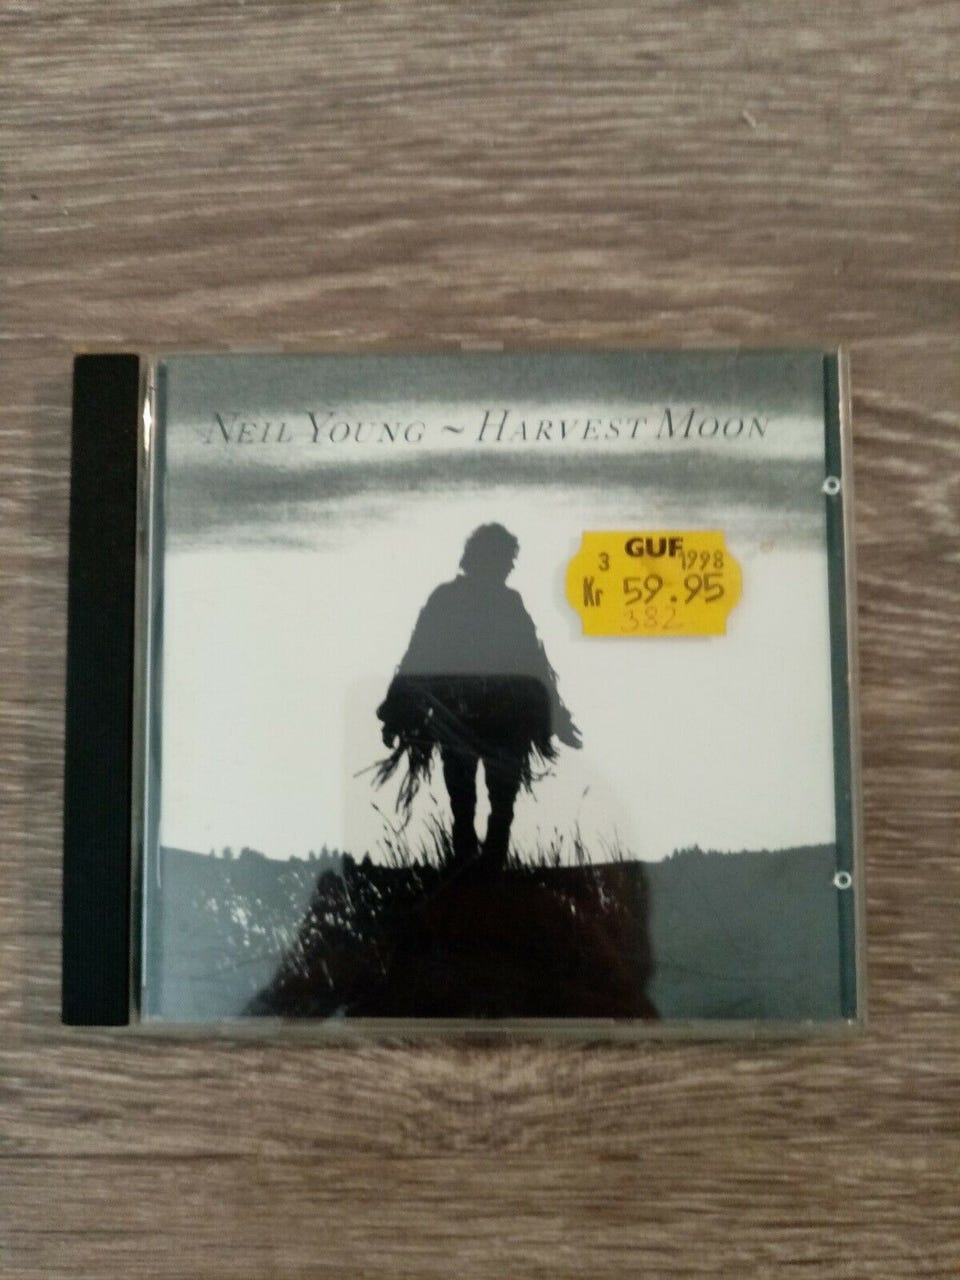 NEIL YOUNG ~ HARVEST MOON
GUF
3 1998
Kr 59.95
382